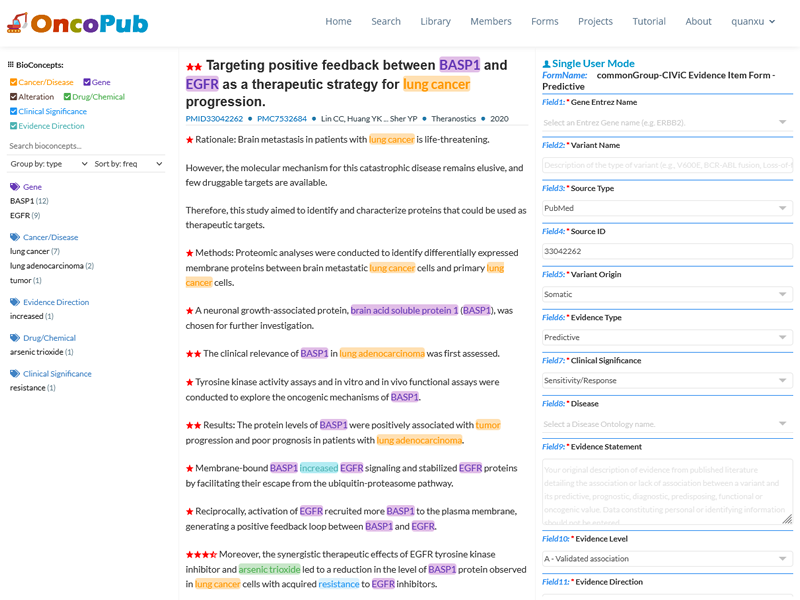 OncoPub
Home
Search
Library
Members
Forms
Projects
Tutorial
About
quanxu
BioConcepts:
Cancer/Disease
Gene
Alteration
Drug/Chemical
Clinical Significance
Evidence Direction
Search bioconcepts...
Group by: type
Sort by: freq
Gene
BASP1 (12)
EGFR (9)
Cancer/Disease
lung cancer (7)
lung adenocarcinoma (2)
tumor (1)
Evidence Direction
increased (1)
Drug/Chemical
arsenic trioxide (1)
Clinical Significance
resistance (1)
Targeting positive feedback between BASP1 and
EGFR as a therapeutic strategy for lung cancer
progression.
PMID33042262 • PMC7532684 • Lin CC, Huang YK ... Sher YP • Theranostics • 2020
Rationale: Brain metastasis in patients with lung cancer is life-threatening.
However, the molecular mechanism for this catastrophic disease remains elusive, and
few druggable targets are available.
Therefore, this study aimed to identify and characterize proteins that could be used as
therapeutic targets.
Methods: Proteomic analyses were conducted to identify differentially expressed
membrane proteins between brain metastatic lung cancer cells and primary lung
cancer cells.
A neuronal growth-associated protein, brain acid soluble protein 1 (BASP1), was
chosen for further investigation.
The clinical relevance of BASP1 in lung adenocarcinoma was first assessed.
Tyrosine kinase activity assays and in vitro and in vivo functional assays were
conducted to explore the oncogenic mechanisms of BASP1.
Results: The protein levels of BASP1 were positively associated with tumor
progression and poor prognosis in patients with lung adenocarcinoma.
Membrane-bound BASP1 increased EGFR signaling and stabilized EGFR proteins
by facilitating their escape from the ubiquitin-proteasome pathway.
Reciprocally, activation of EGFR recruited more BASP1 to the plasma membrane,
generating a positive feedback loop between BASP1 and EGFR.
Moreover, the synergistic therapeutic effects of EGFR tyrosine kinase
inhibitor and arsenic trioxide led to a reduction in the level of BASP1 protein observed
in lung cancer cells with acquired resistance to EGFR inhibitors.
Single User Mode
FormName: commonGroup-CIViC Evidence Item Form -
Predictive
Field1: * Gene Entrez Name
Select an Entrez Gene name (e.g. ERBB2).
Field2: * Variant Name
Description of the type of variant (e.g., V600E, BCR-ABL fusion, Loss-of-f
Field3: * Source Type
PubMed
Field4: * Source ID
33042262
Field5: * Variant Origin
Somatic
Field6: * Evidence Type
Predictive
Field7: * Clinical Significance
Sensitivity/Response
Field8: * Disease
Select a Disease Ontology name.
Field9: * Evidence Statement
Your original description of evidence from published literature
detailing the association or lack of association between a variant and
its predictive, prognostic, diagnostic, predisposing, functional or
oncogenic value. Data constituting personal or identifying information
should not be entered
Field10: * Evidence Level
A - Validated association
Field11: * Evidence Direction